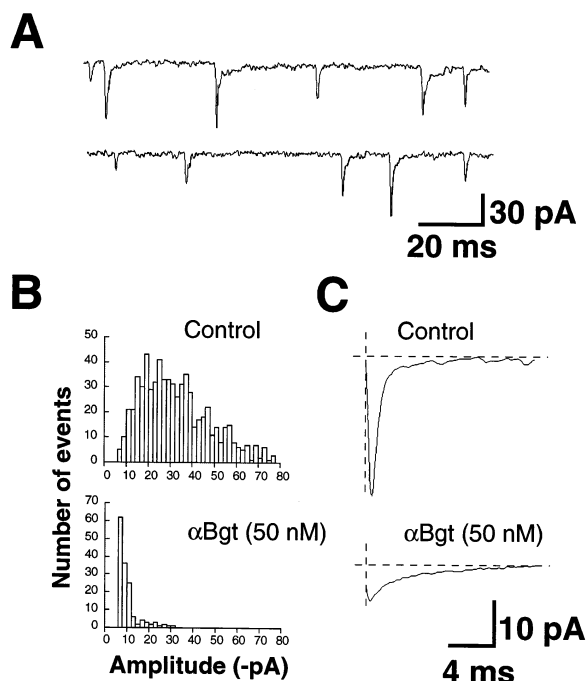 A
30 pA
20 ms
B
C
Control
Control
50
40
30
20
10
0
0 10 20 30 40 50 60 70 80
αBgt (50 nM)
αBgt (50 nM)
70
60
50
40
30
20
10
0
0 10 20 30 40 50 60 70 80
Number of events
Amplitude (-pA)
10 pA
4 ms